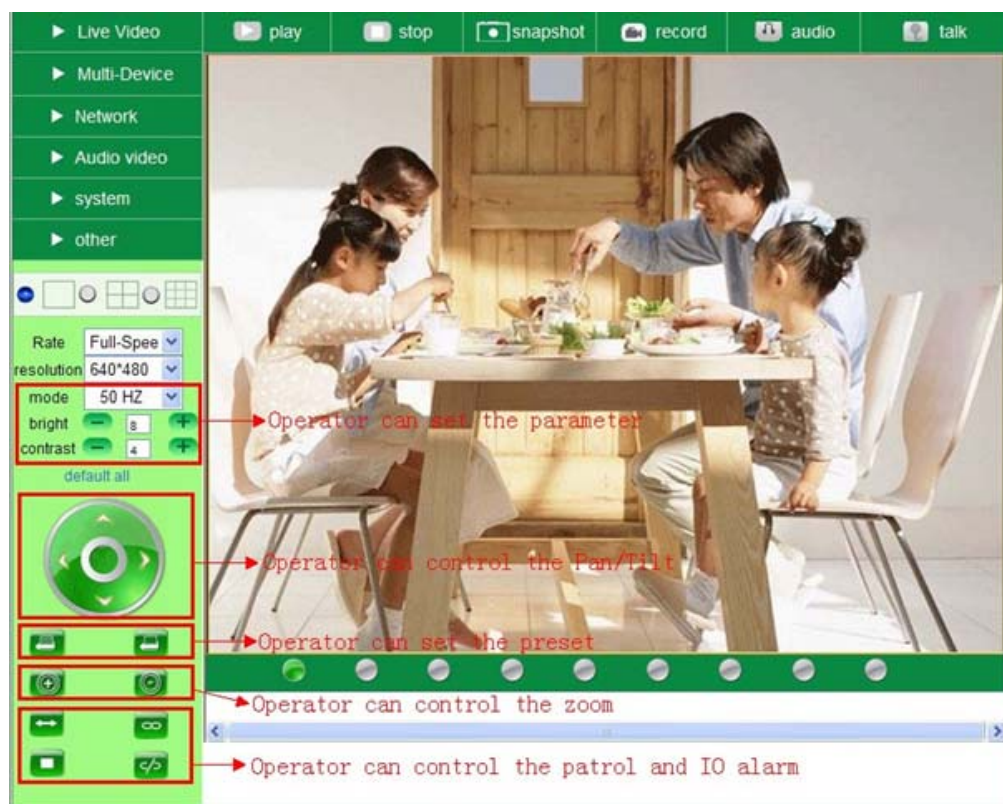 Live Video
play
stop
snapshot
record
audio
talk
Multi-Device
Network
Audio video
system
other
Rate Full-Spee
resolution 640*480
mode 50 HZ
bright 8
contrast 4
default all
Operator can set the parameter
Operator can control the Pan/Tilt
Operator can set the preset
Operator can control the zoom
Operator can control the patrol and IO alarm